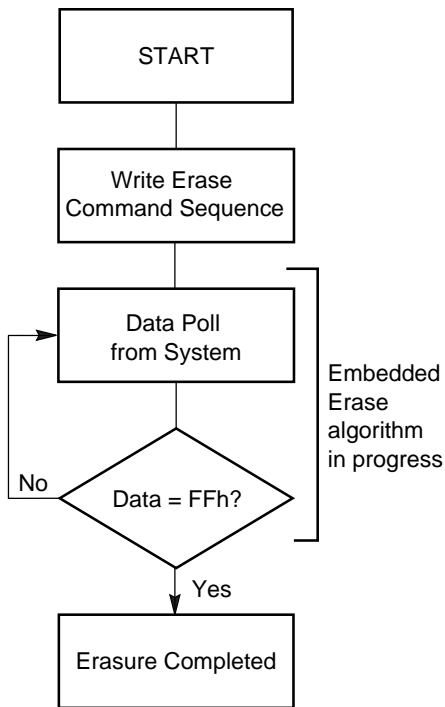 START
Write Erase
Command Sequence
Data Poll
from System
Embedded
Erase
algorithm
in progress
No
Data = FFh?
Yes
Erasure Completed